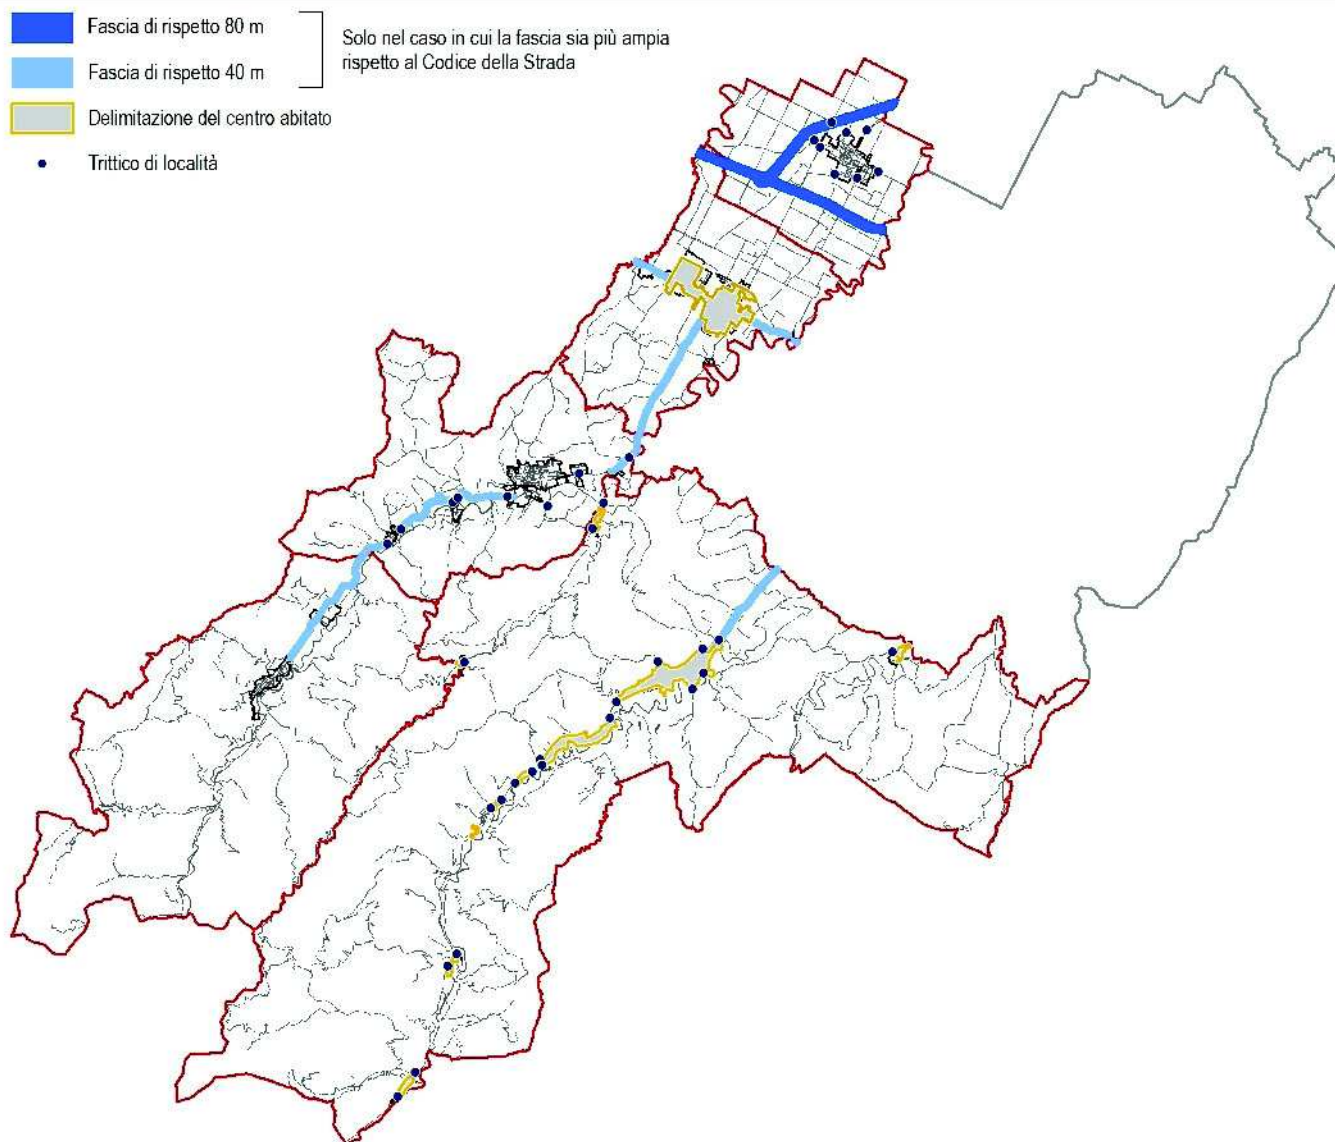 Fascia di rispetto 80 m
Fascia di rispetto 40 m
Solo nel caso in cui la fascia sia più ampia
rispetto al Codice della Strada
Delimitazione del centro abitato
Trittico di località